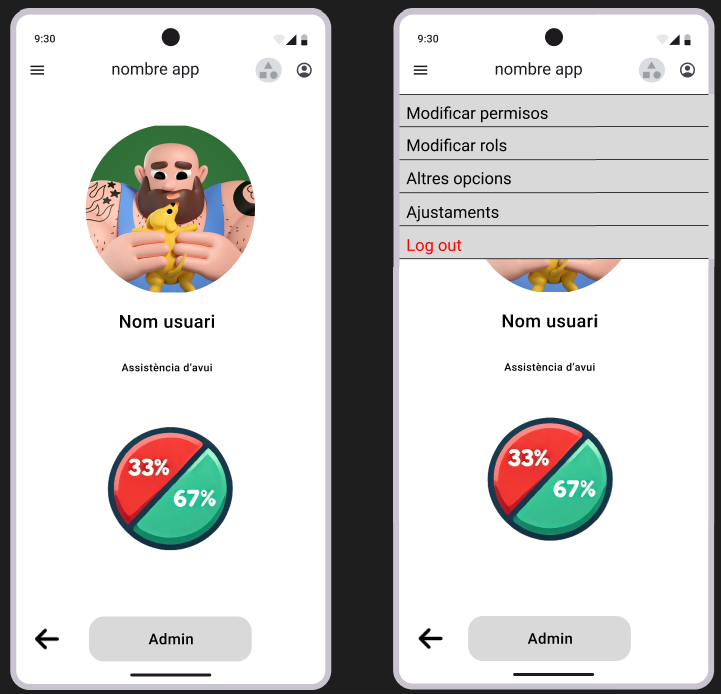 9:30
nombre app
Nom usuari
Assistència d'avui
33%
67%
Admin
9:30
nombre app
Modificar permisos
Modificar rols
Altres opcions
Ajustaments
Log out
Nom usuari
Assistència d'avui
33%
67%
Admin